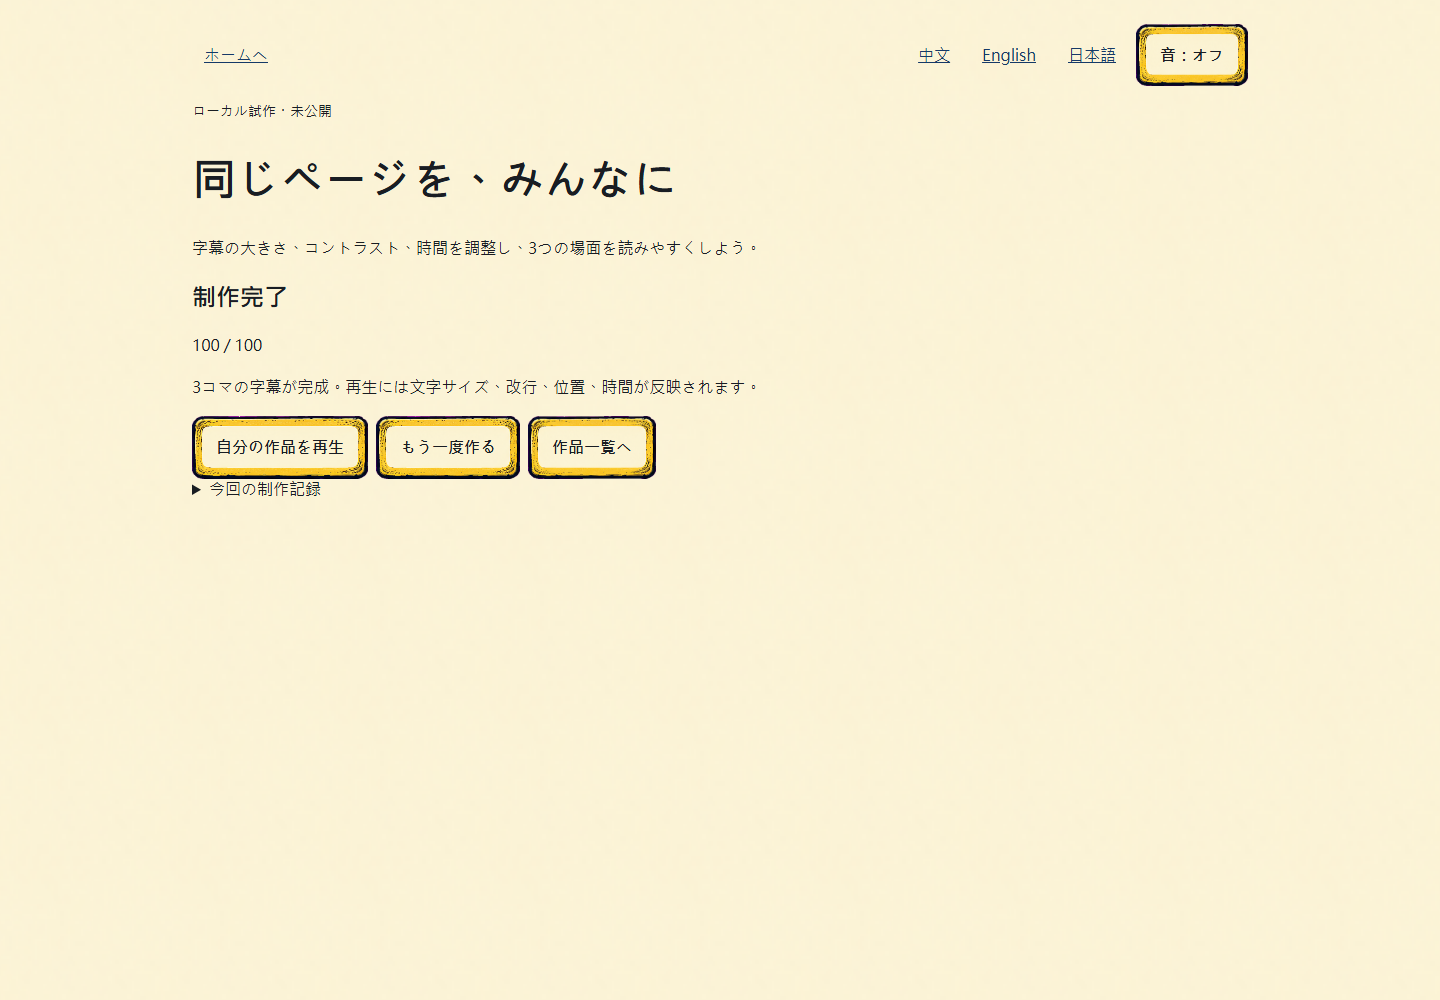 ホームへ
中文 English 日本語 音：オフ
ローカル試作・未公開
同じページを、みんなに
字幕の大きさ、コントラスト、時間を調整し、3つの場面を読みやすくしよう。
制作完了
100 / 100
3コマの字幕が完成。再生には文字サイズ、改行、位置、時間が反映されます。
自分の作品を再生 もう一度作る 作品一覧へ
▶ 今回の制作記録